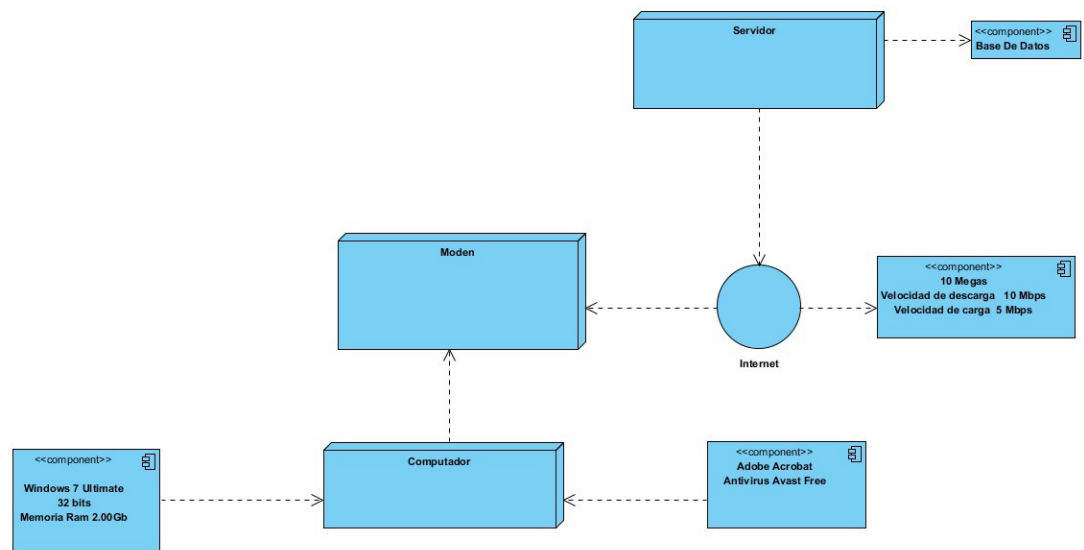 Servidor
<<component>>
Base De Datos
Moden
<<component>>
10 Megas
Velocidad de descarga 10 Mbps
Velocidad de carga 5 Mbps
Internet
<<component>>
Windows 7 Ultimate
32 bits
Memoria Ram 2.00Gb
Computador
<<component>>
Adobe Acrobat
Antivirus Avast Free